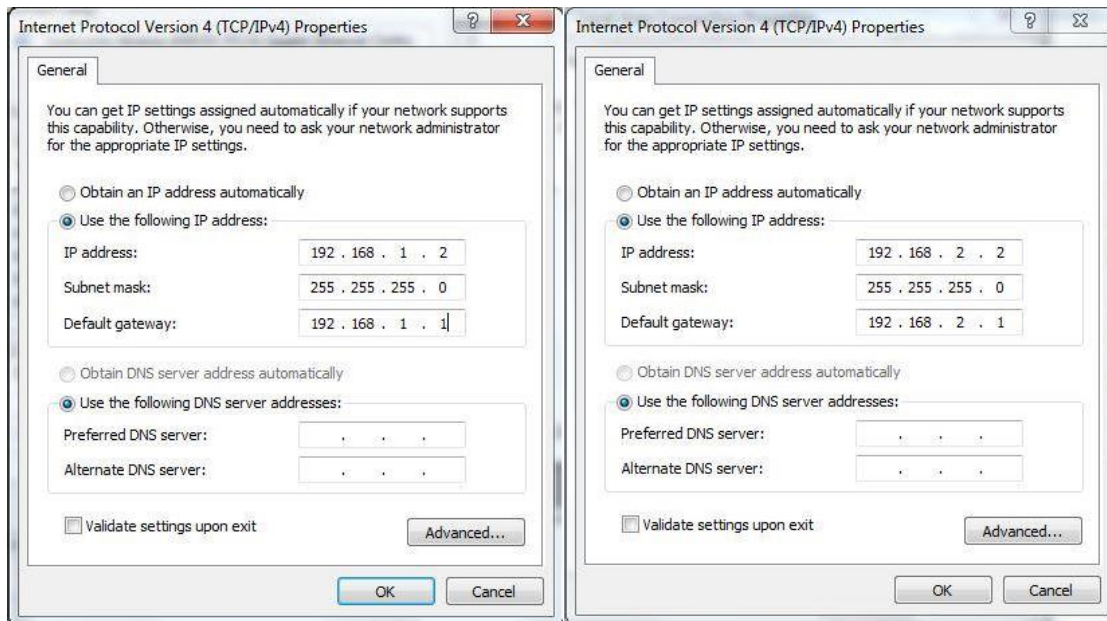 Internet Protocol Version 4 (TCP/IPv4) Properties
General
You can get IP settings assigned automatically if your network supports
this capability. Otherwise, you need to ask your network administrator
for the appropriate IP settings.
Obtain an IP address automatically
Use the following IP address:
IP address: 192 . 168 . 1 . 2
Subnet mask: 255 . 255 . 255 . 0
Default gateway: 192 . 168 . 1 . 1
Obtain DNS server address automatically
Use the following DNS server addresses:
Preferred DNS server: . . .
Alternate DNS server: . . .
Validate settings upon exit
Advanced...
OK Cancel
Internet Protocol Version 4 (TCP/IPv4) Properties
General
You can get IP settings assigned automatically if your network supports
this capability. Otherwise, you need to ask your network administrator
for the appropriate IP settings.
Obtain an IP address automatically
Use the following IP address:
IP address: 192 . 168 . 2 . 2
Subnet mask: 255 . 255 . 255 . 0
Default gateway: 192 . 168 . 2 . 1
Obtain DNS server address automatically
Use the following DNS server addresses:
Preferred DNS server: . . .
Alternate DNS server: . . .
Validate settings upon exit
Advanced...
OK Cancel